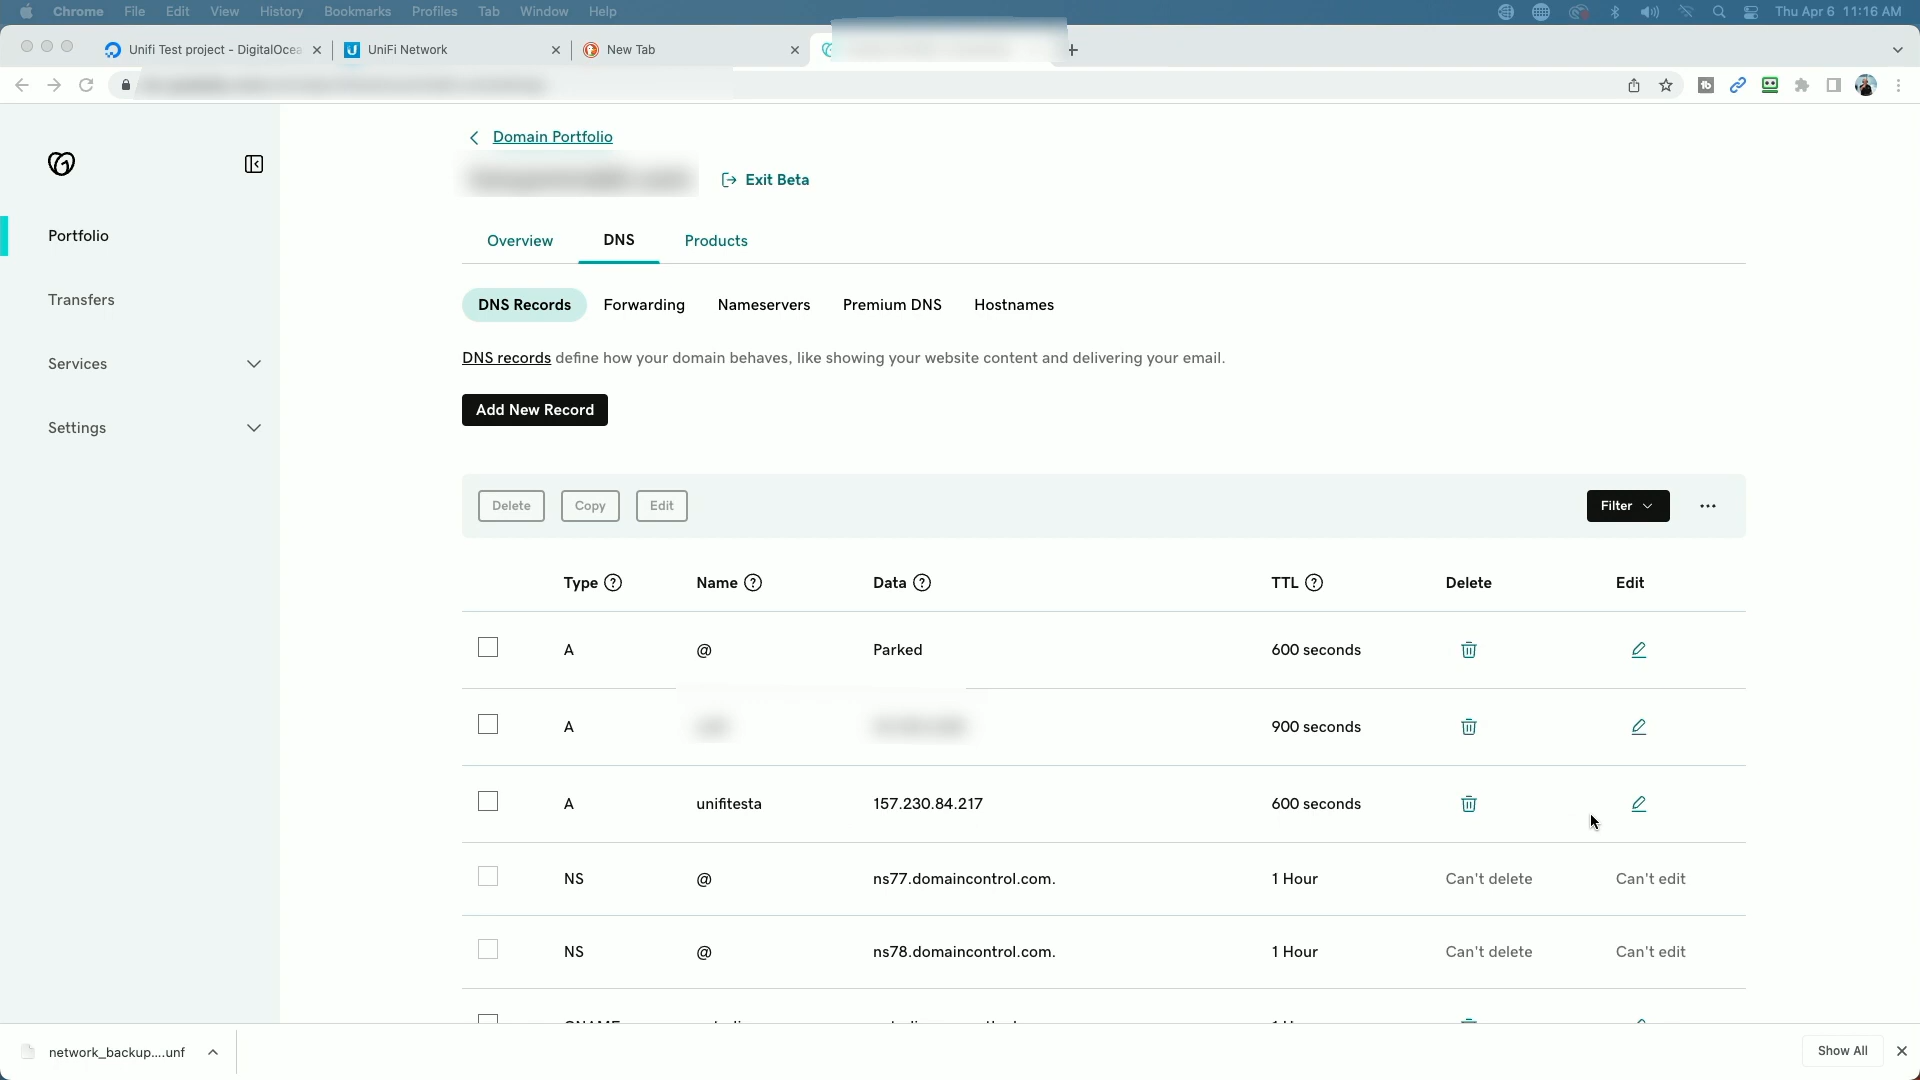 Chrome File Edit View History Bookmarks Profiles Tab Window Help Thu Apr 6 11:16 AM
Unifi Test project - DigitalOcea UniFi Network New Tab
Domain Portfolio
Exit Beta
Portfolio
Transfers
Services
Settings
Overview DNS Products
DNS Records Forwarding Nameservers Premium DNS Hostnames
DNS records define how your domain behaves, like showing your website content and delivering your email.
Add New Record
Delete Copy Edit Filter
Type Name Data TTL Delete Edit
A @ Parked 600 seconds
A 900 seconds
A unifitesta 157.230.84.217 600 seconds
NS @ ns77.domaincontrol.com. 1 Hour Can't delete Can't edit
NS @ ns78.domaincontrol.com. 1 Hour Can't delete Can't edit
network_backup....unf Show All